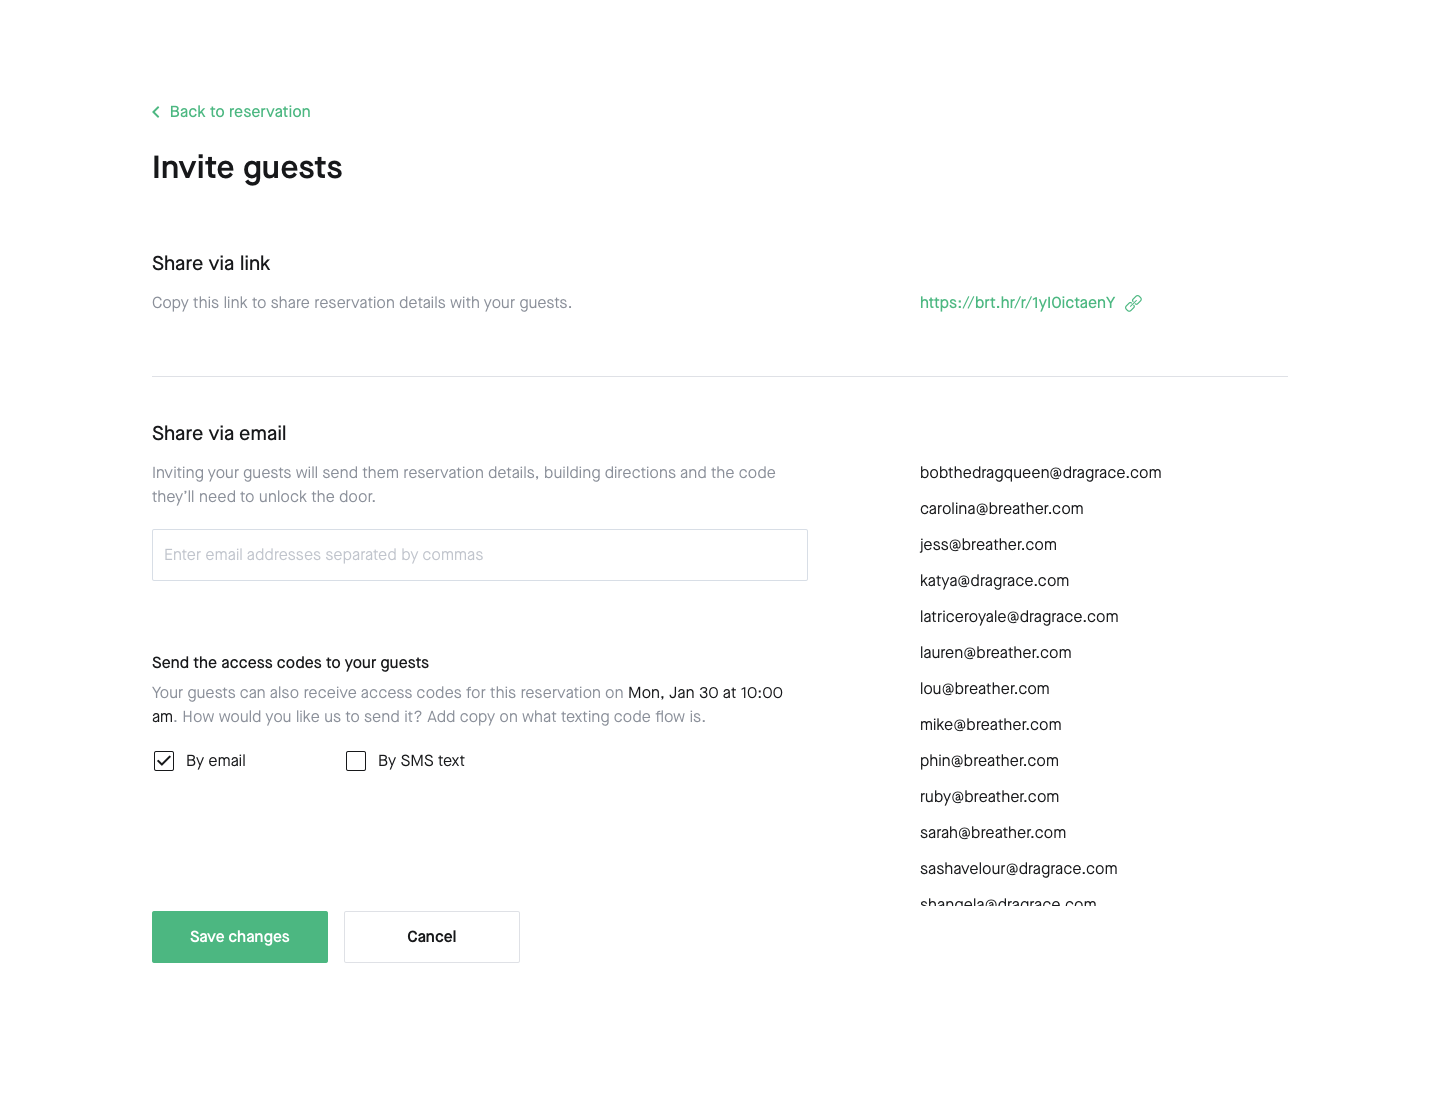 Back to reservation
Invite guests
Share via link
Copy this link to share reservation details with your guests.
https://brt.hr/r/1yI0ictaenY
Share via email
Inviting your guests will send them reservation details, building directions and the code
they'll need to unlock the door.
Enter email addresses separated by commas
Send the access codes to your guests
Your guests can also receive access codes for this reservation on Mon, Jan 30 at 10:00
am. How would you like us to send it? Add copy on what texting code flow is.
By email
By SMS text
bobthedragqueen@dragrace.com
carolina@breather.com
jess@breather.com
katya@dragrace.com
latriceroyale@dragrace.com
lauren@breather.com
lou@breather.com
mike@breather.com
phin@breather.com
ruby@breather.com
sarah@breather.com
sashavelour@dragrace.com
shangela@dragrace.com
Save changes
Cancel